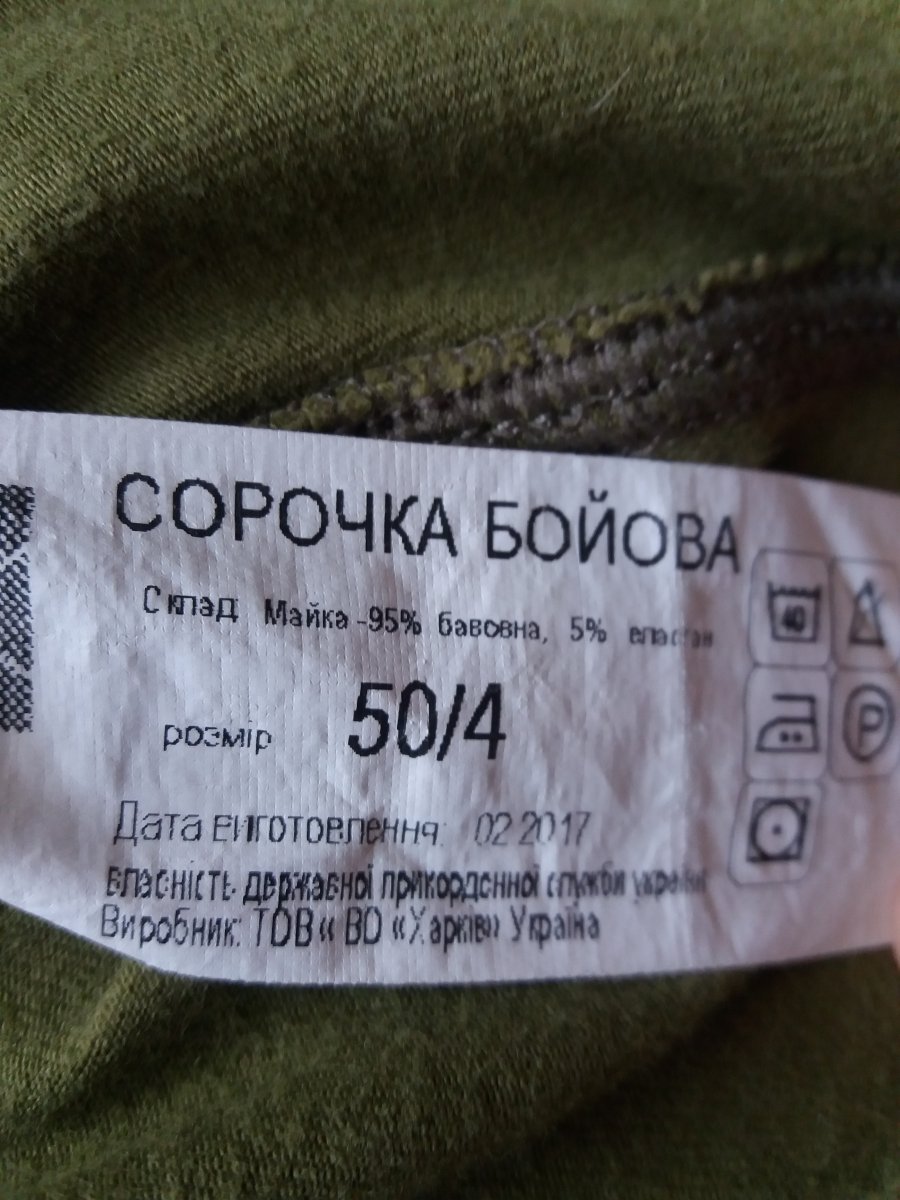 СОРОЧКА БОЙОВА
Склад Майка -95% бавовна, 5% еластан
розмір 50/4
Дата виготовлення: 02 2017
власність державної прикордонної служби україни
Виробник: ТОВ « ВО «Харків» Україна
40
P